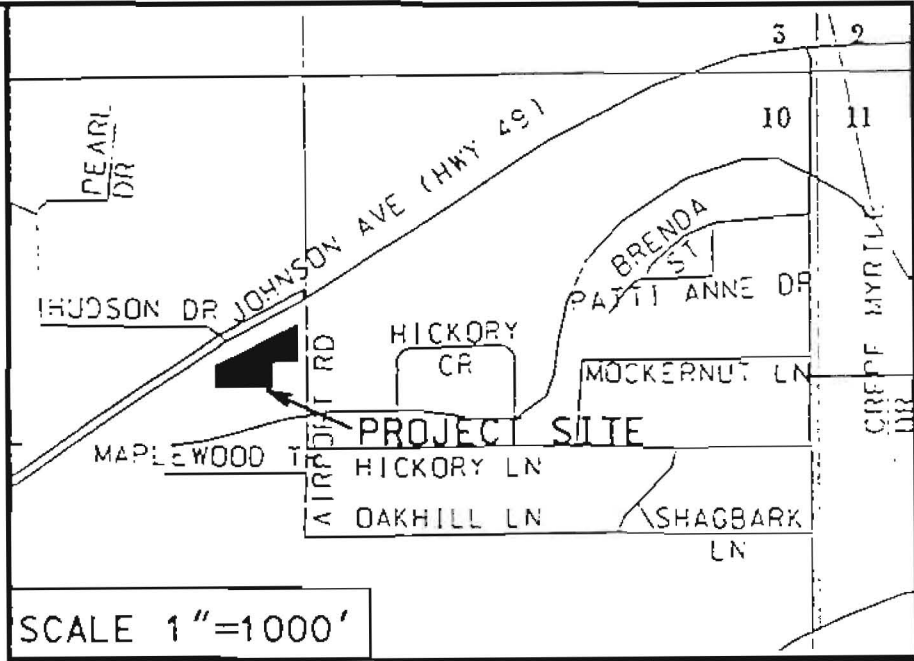 3 2
10 11
PEARL
DR
JOHNSON AVE (HWY 49)
HUDSON DR
BRENDA
ST
PATTI ANNE DR
CREPE MYRTLE
DR
HICKORY
CR
AIRPORT RD
MOCKERNUT LN
PROJECT SITE
MAPLEWOOD T
HICKORY LN
OAKHILL LN
SHAGBARK
LN
SCALE 1"=1000'